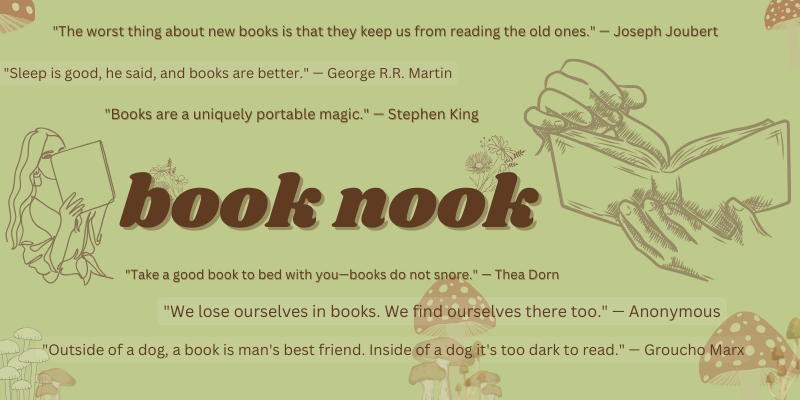 "The worst thing about new books is that they keep us from reading the old ones." — Joseph Joubert
"Sleep is good, he said, and books are better." — George R.R. Martin
"Books are a uniquely portable magic." — Stephen King
book nook
"Take a good book to bed with you—books do not snore." — Thea Dorn
"We lose ourselves in books. We find ourselves there too." — Anonymous
"Outside of a dog, a book is man's best friend. Inside of a dog it's too dark to read." — Groucho Marx